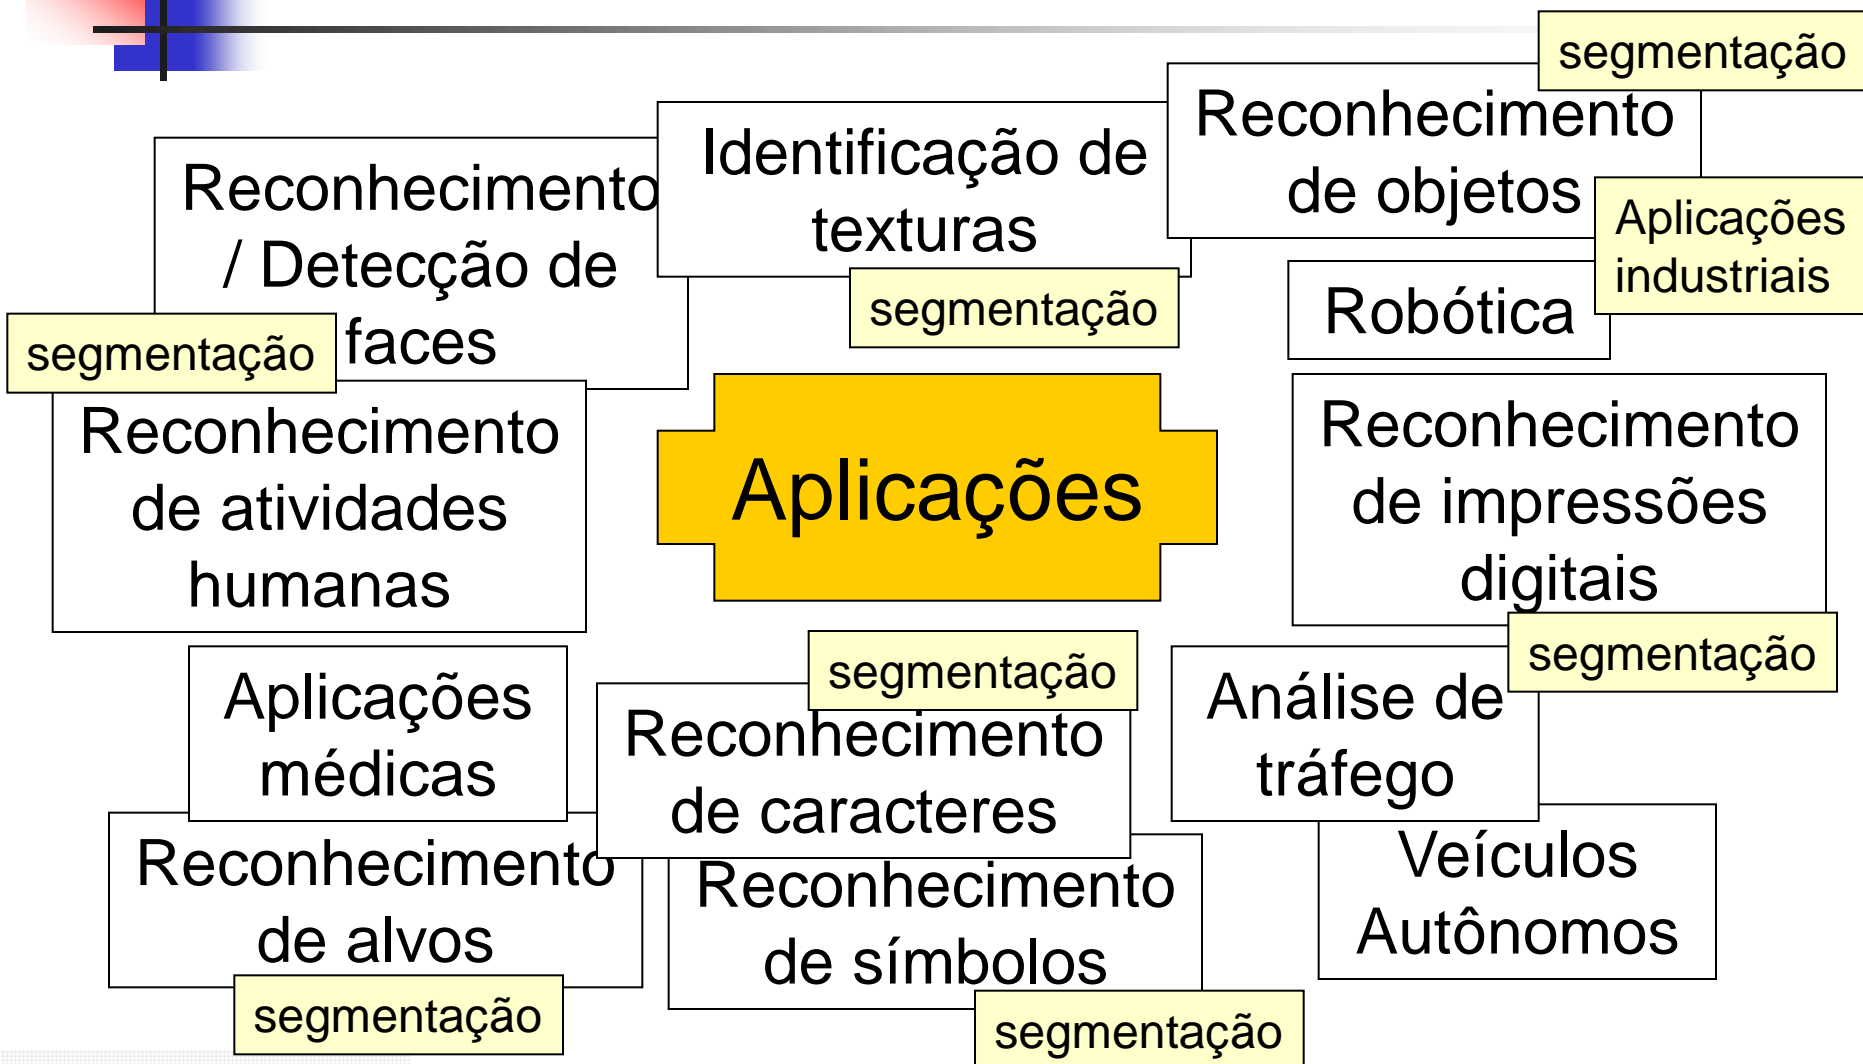 segmentação
Reconhecimento
de objetos
Identificação de
texturas
segmentação
Reconhecimento
/ Detecção de
faces
segmentação
Aplicações
industriais
Robótica
Reconhecimento
de atividades
humanas
Aplicações
Reconhecimento
de impressões
digitais
segmentação
Aplicações
médicas
segmentação
Reconhecimento
de caracteres
Análise de
tráfego
Reconhecimento
de alvos
segmentação
Reconhecimento
de símbolos
segmentação
Veículos
Autônomos